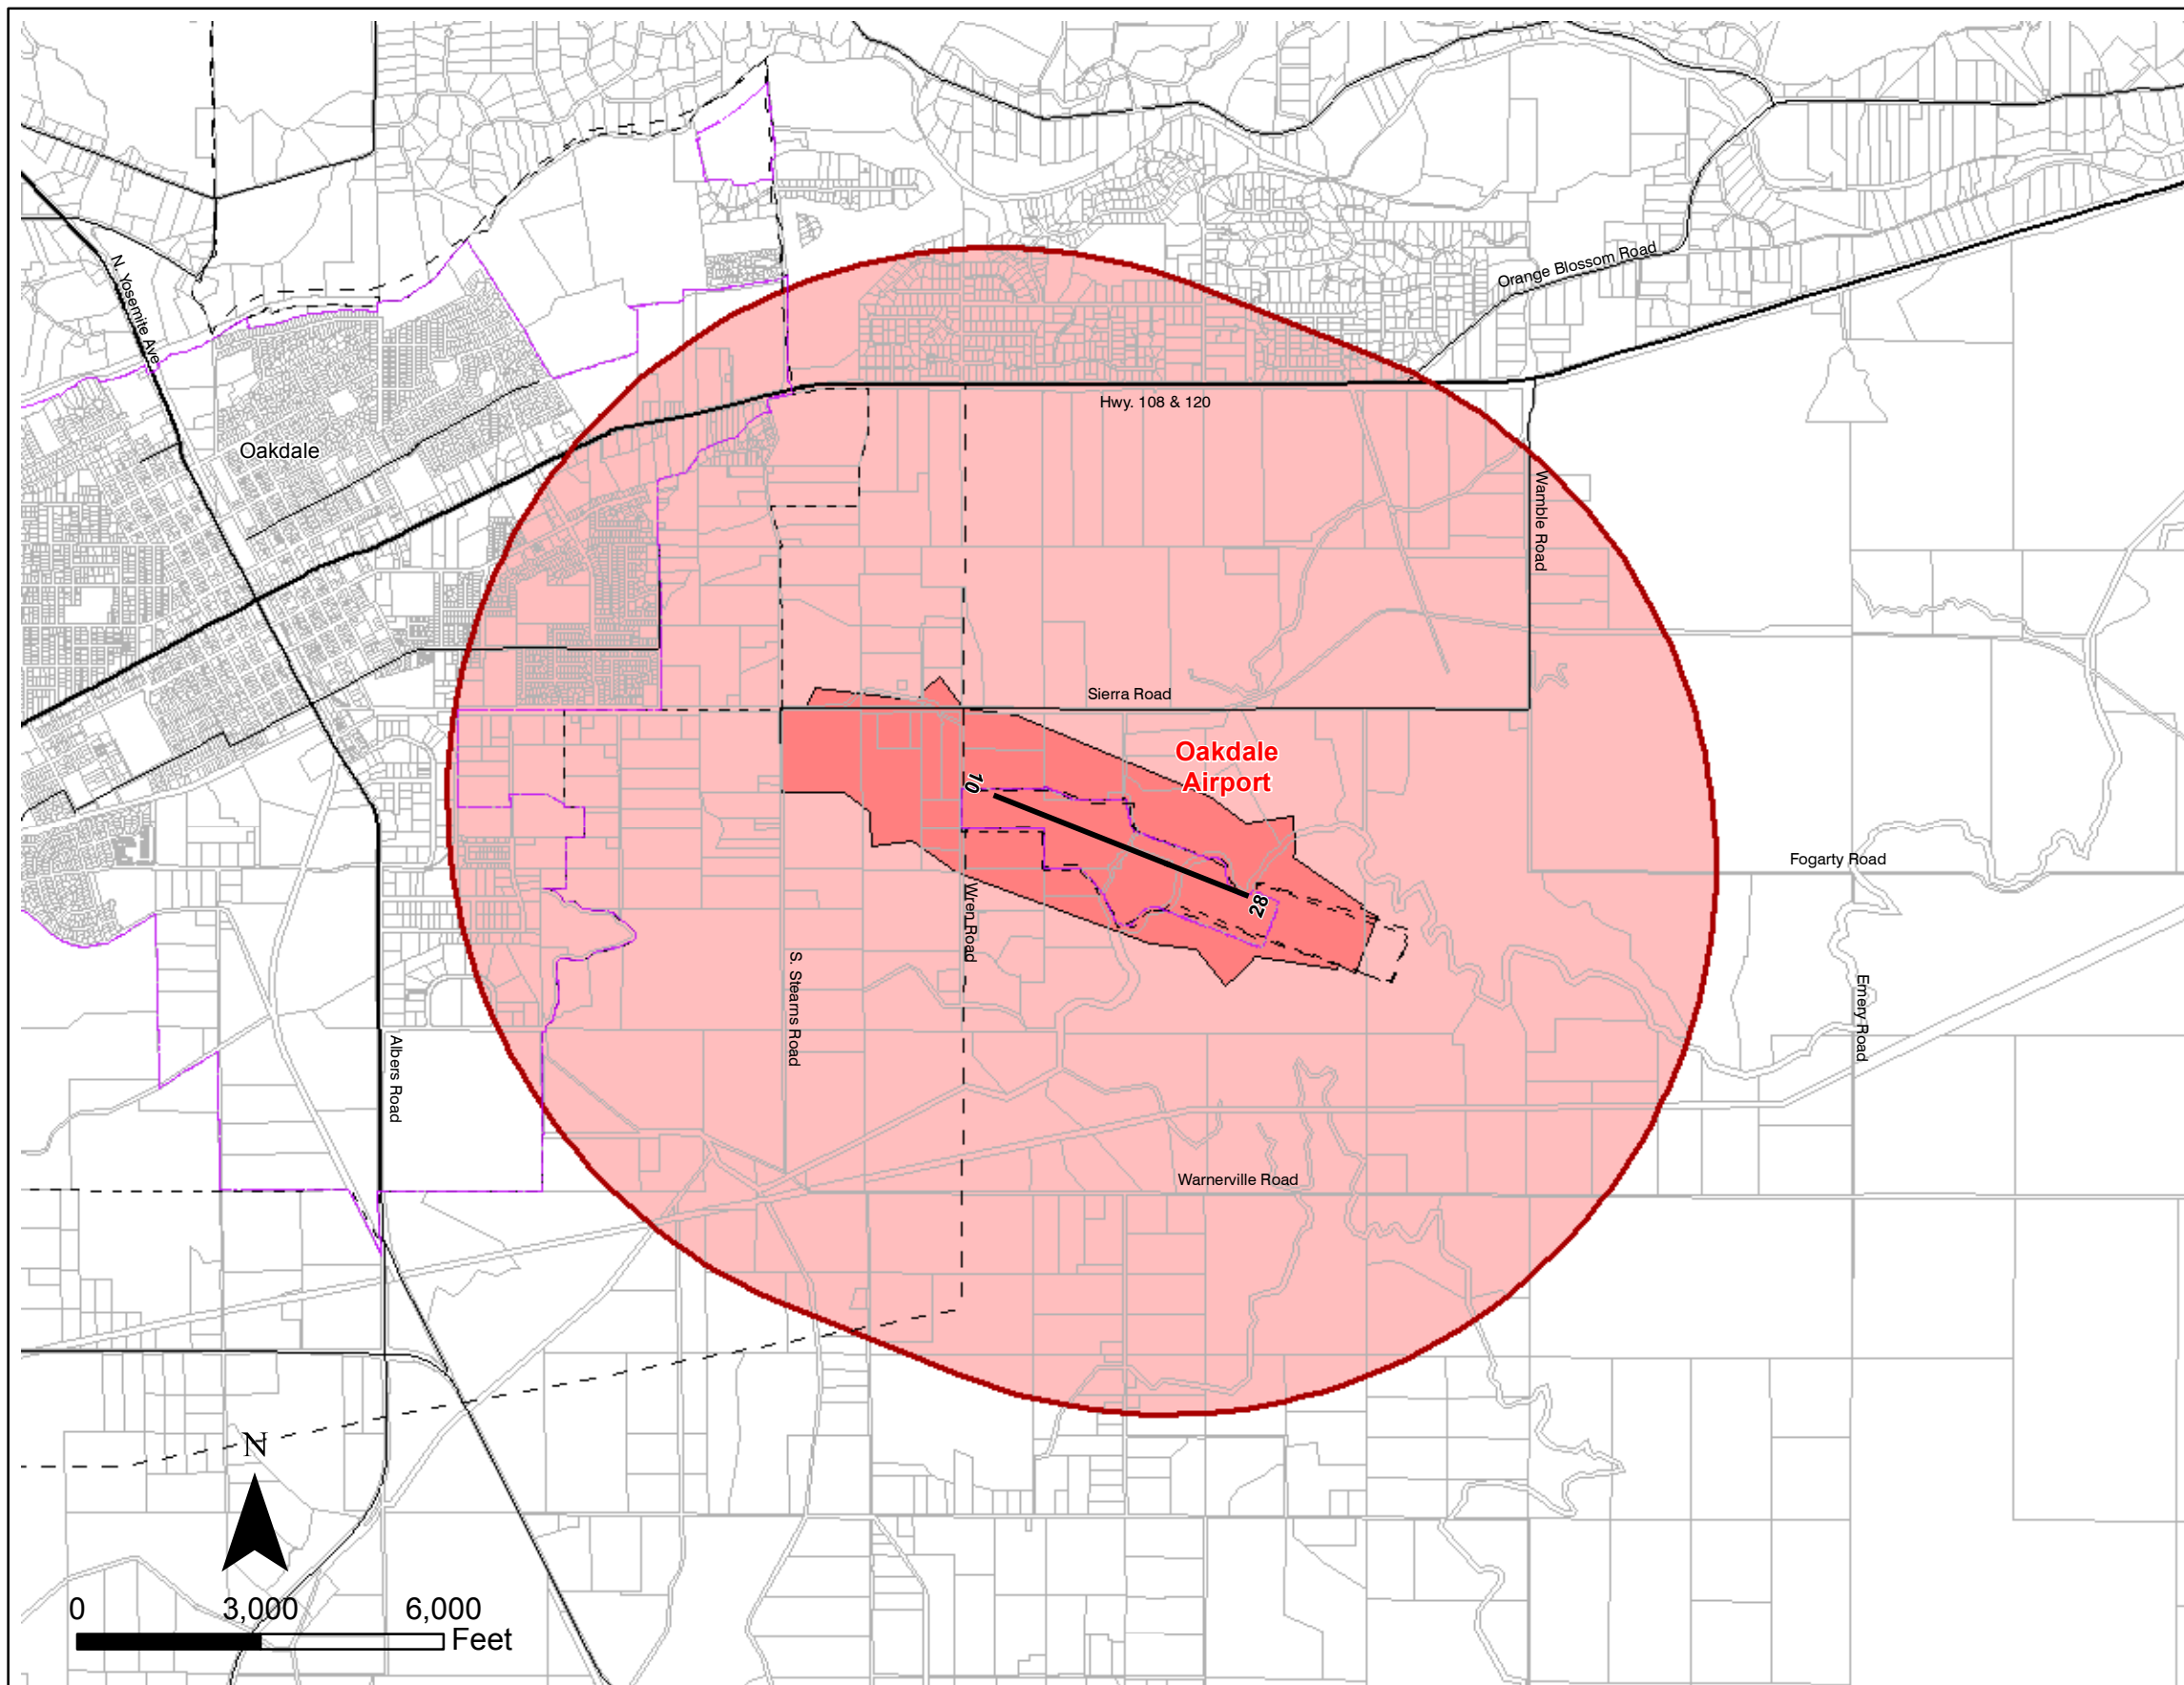 N. Yosemite Ave
Orange Blossom Road
Hwy. 108 & 120
Oakdale
Wamble Road
Sierra Road
Oakdale
Airport
10
28
Fogarty Road
Wren Road
S. Stearns Road
Emery Road
Albers Road
Warnerville Road
N
0 3,000 6,000
Feet